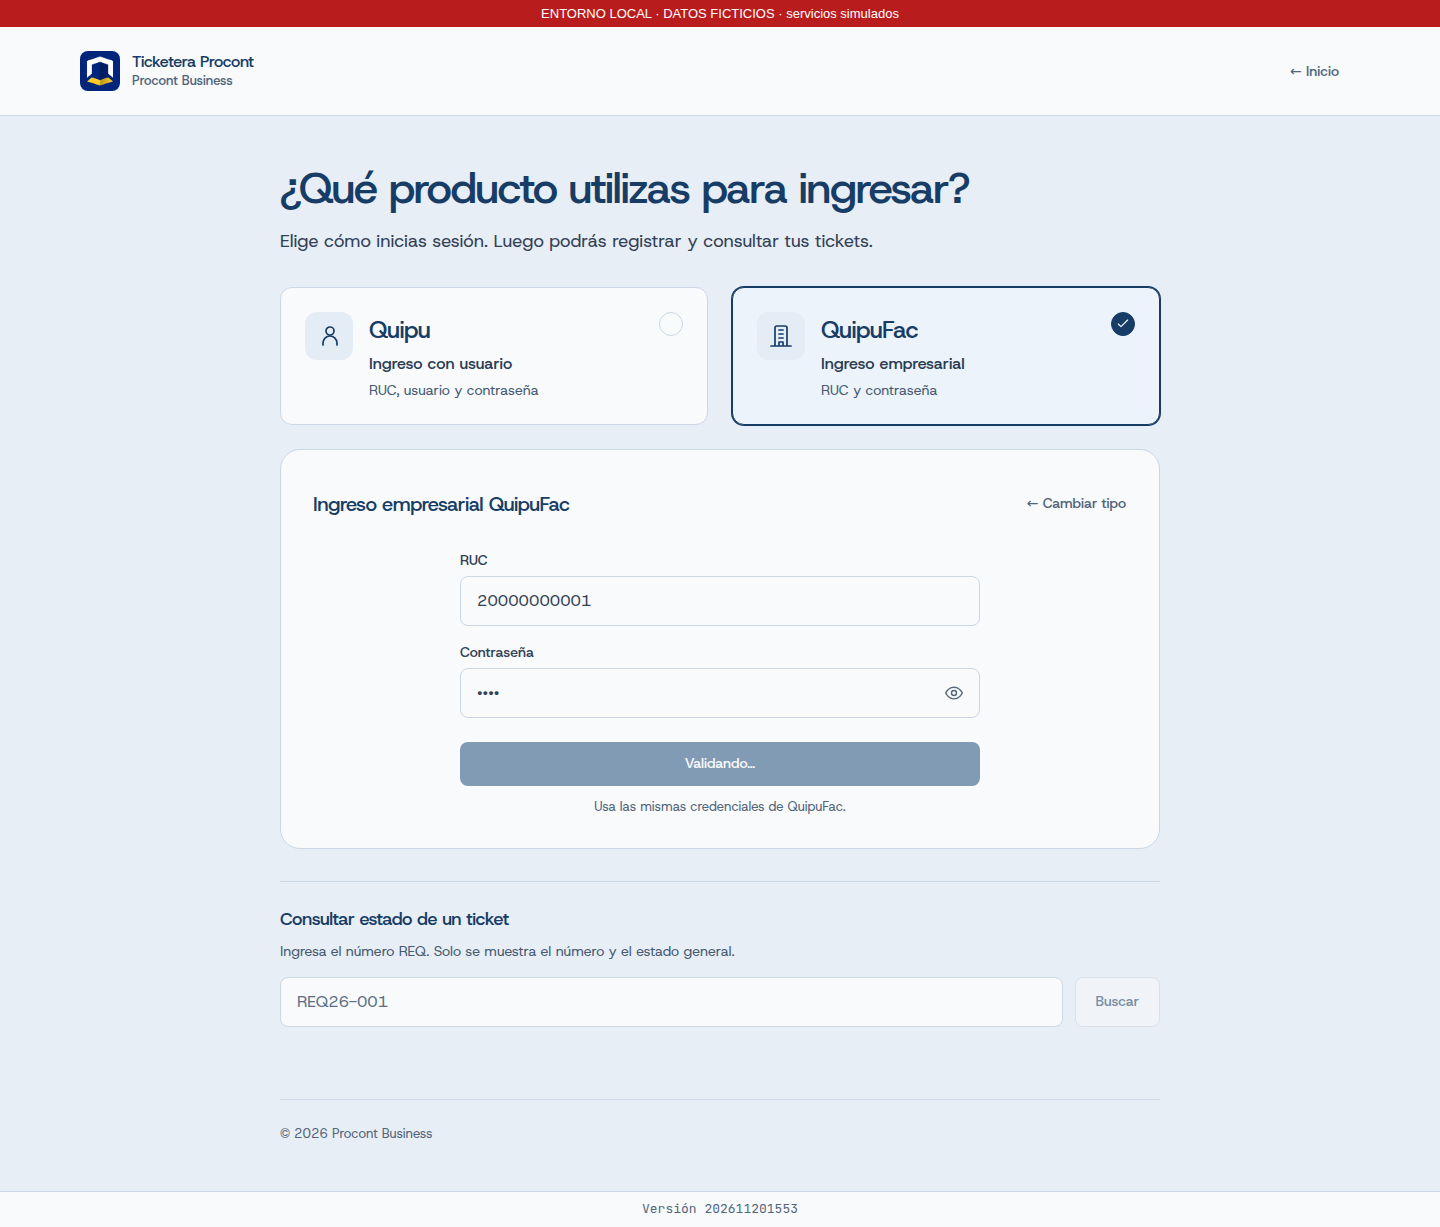 ENTORNO LOCAL · DATOS FICTICIOS · servicios simulados
Ticketera Procont
Procont Business
← Inicio
¿Qué producto utilizas para ingresar?
Elige cómo inicias sesión. Luego podrás registrar y consultar tus tickets.
Quipu
Ingreso con usuario
RUC, usuario y contraseña
QuipuFac
Ingreso empresarial
RUC y contraseña
Ingreso empresarial QuipuFac
← Cambiar tipo
RUC
20000000001
Contraseña
••••
Validando…
Usa las mismas credenciales de QuipuFac.
Consultar estado de un ticket
Ingresa el número REQ. Solo se muestra el número y el estado general.
REQ26-001
Buscar
© 2026 Procont Business
Versión 202611201553